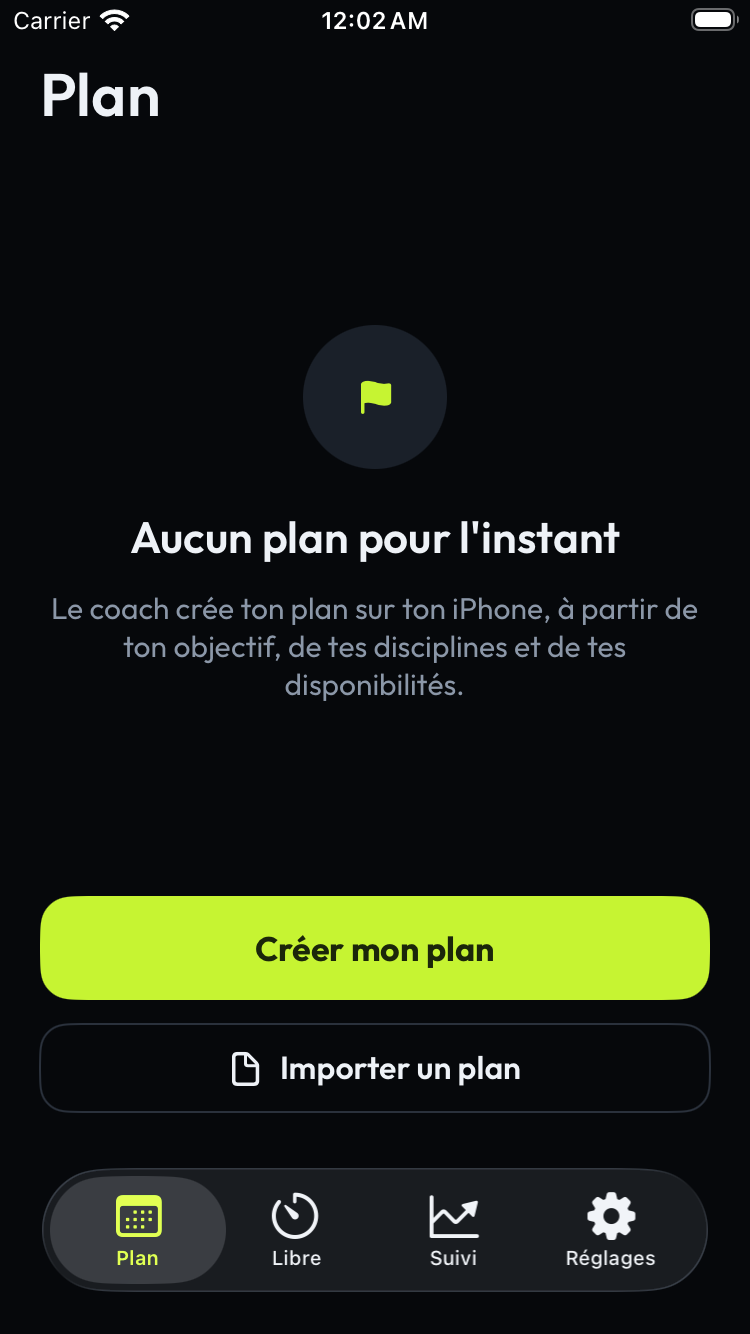 Carrier 12:02 AM
Plan
Aucun plan pour l'instant
Le coach crée ton plan sur ton iPhone, à partir de
ton objectif, de tes disciplines et de tes
disponibilités.
Créer mon plan
Importer un plan
Plan Libre Suivi Réglages